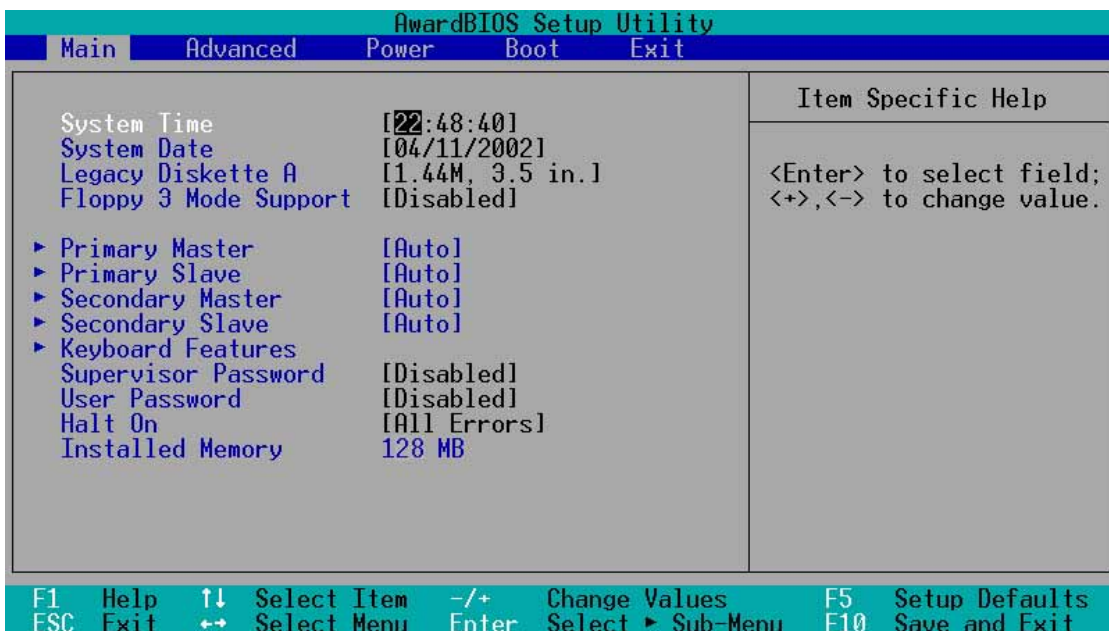 AwardBIOS Setup Utility
Main Advanced Power Boot Exit
System Time [22:48:40]
System Date [04/11/2002]
Legacy Diskette A [1.44M, 3.5 in.]
Floppy 3 Mode Support [Disabled]
▶ Primary Master [Auto]
▶ Primary Slave [Auto]
▶ Secondary Master [Auto]
▶ Secondary Slave [Auto]
▶ Keyboard Features
Supervisor Password [Disabled]
User Password [Disabled]
Halt On [All Errors]
Installed Memory 128 MB
Item Specific Help
<Enter> to select field;
<+>,<-> to change value.
F1 Help ↑↓ Select Item -/+ Change Values F5 Setup Defaults
ESC Exit ←→ Select Menu Enter Select ▶ Sub-Menu F10 Save and Exit